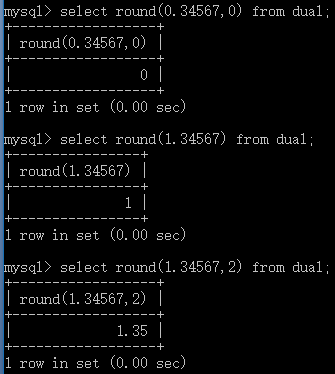 mysql> select round(0.34567,0) from dual;
+------------------+
| round(0.34567,0) |
+------------------+
|                0 |
+------------------+
1 row in set (0.00 sec)
mysql> select round(1.34567) from dual;
+----------------+
| round(1.34567) |
+----------------+
|              1 |
+----------------+
1 row in set (0.00 sec)
mysql> select round(1.34567,2) from dual;
+------------------+
| round(1.34567,2) |
+------------------+
|             1.35 |
+------------------+
1 row in set (0.00 sec)